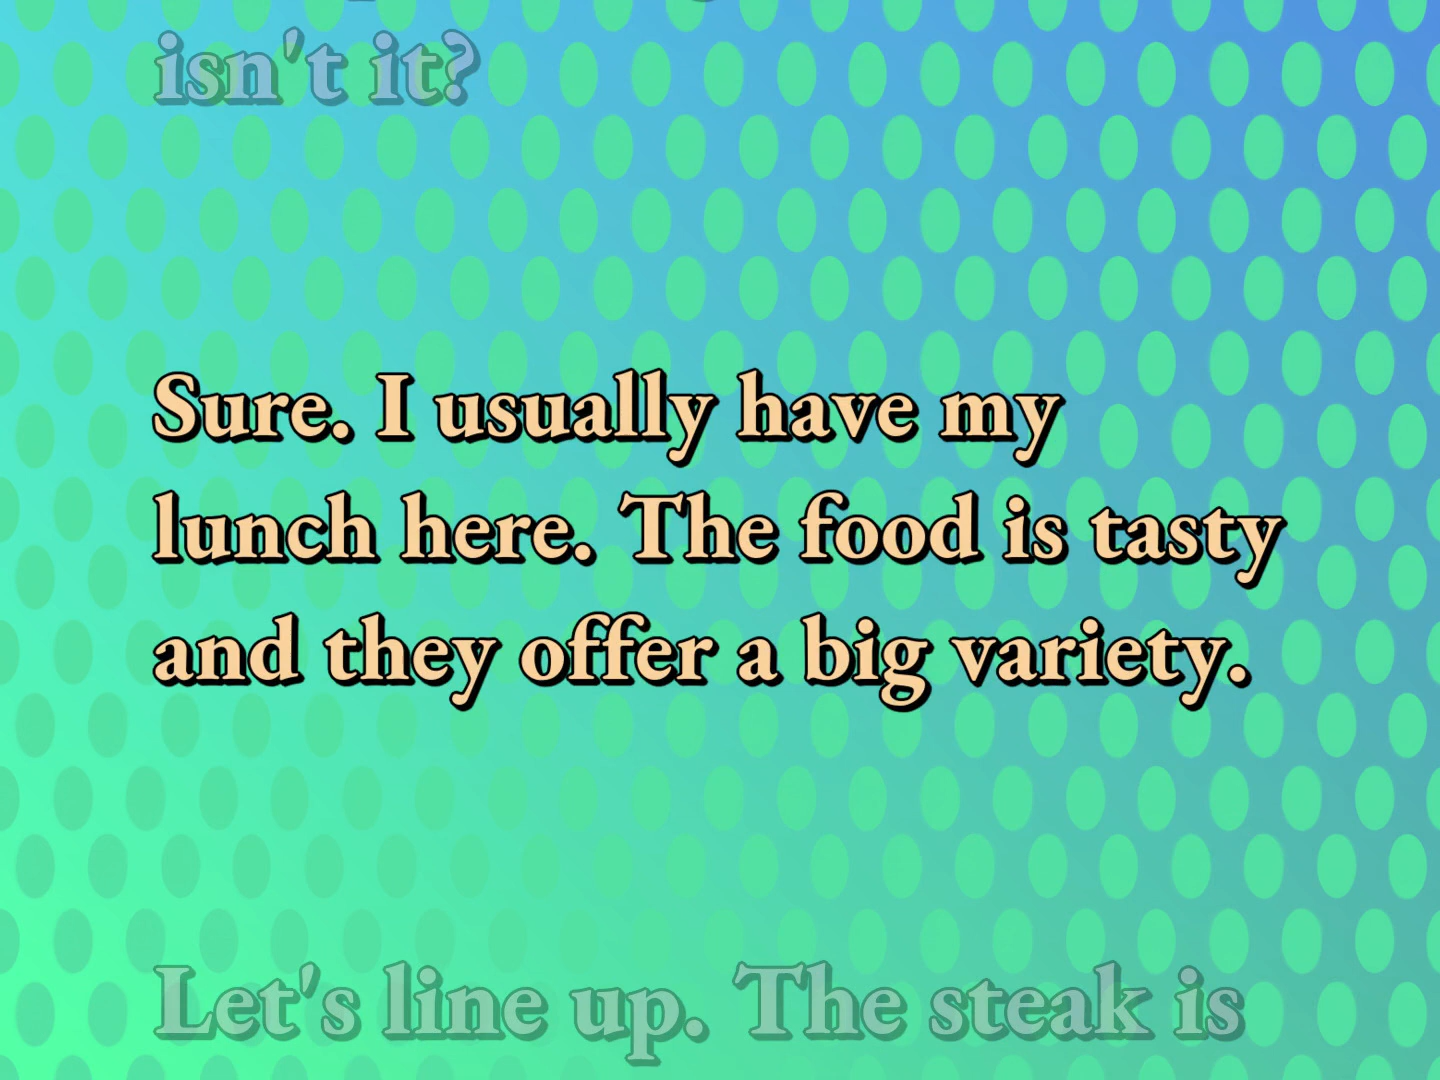 isn't it?
Sure. I usually have my
lunch here. The food is tasty
and they offer a big variety.
Let's line up. The steak is